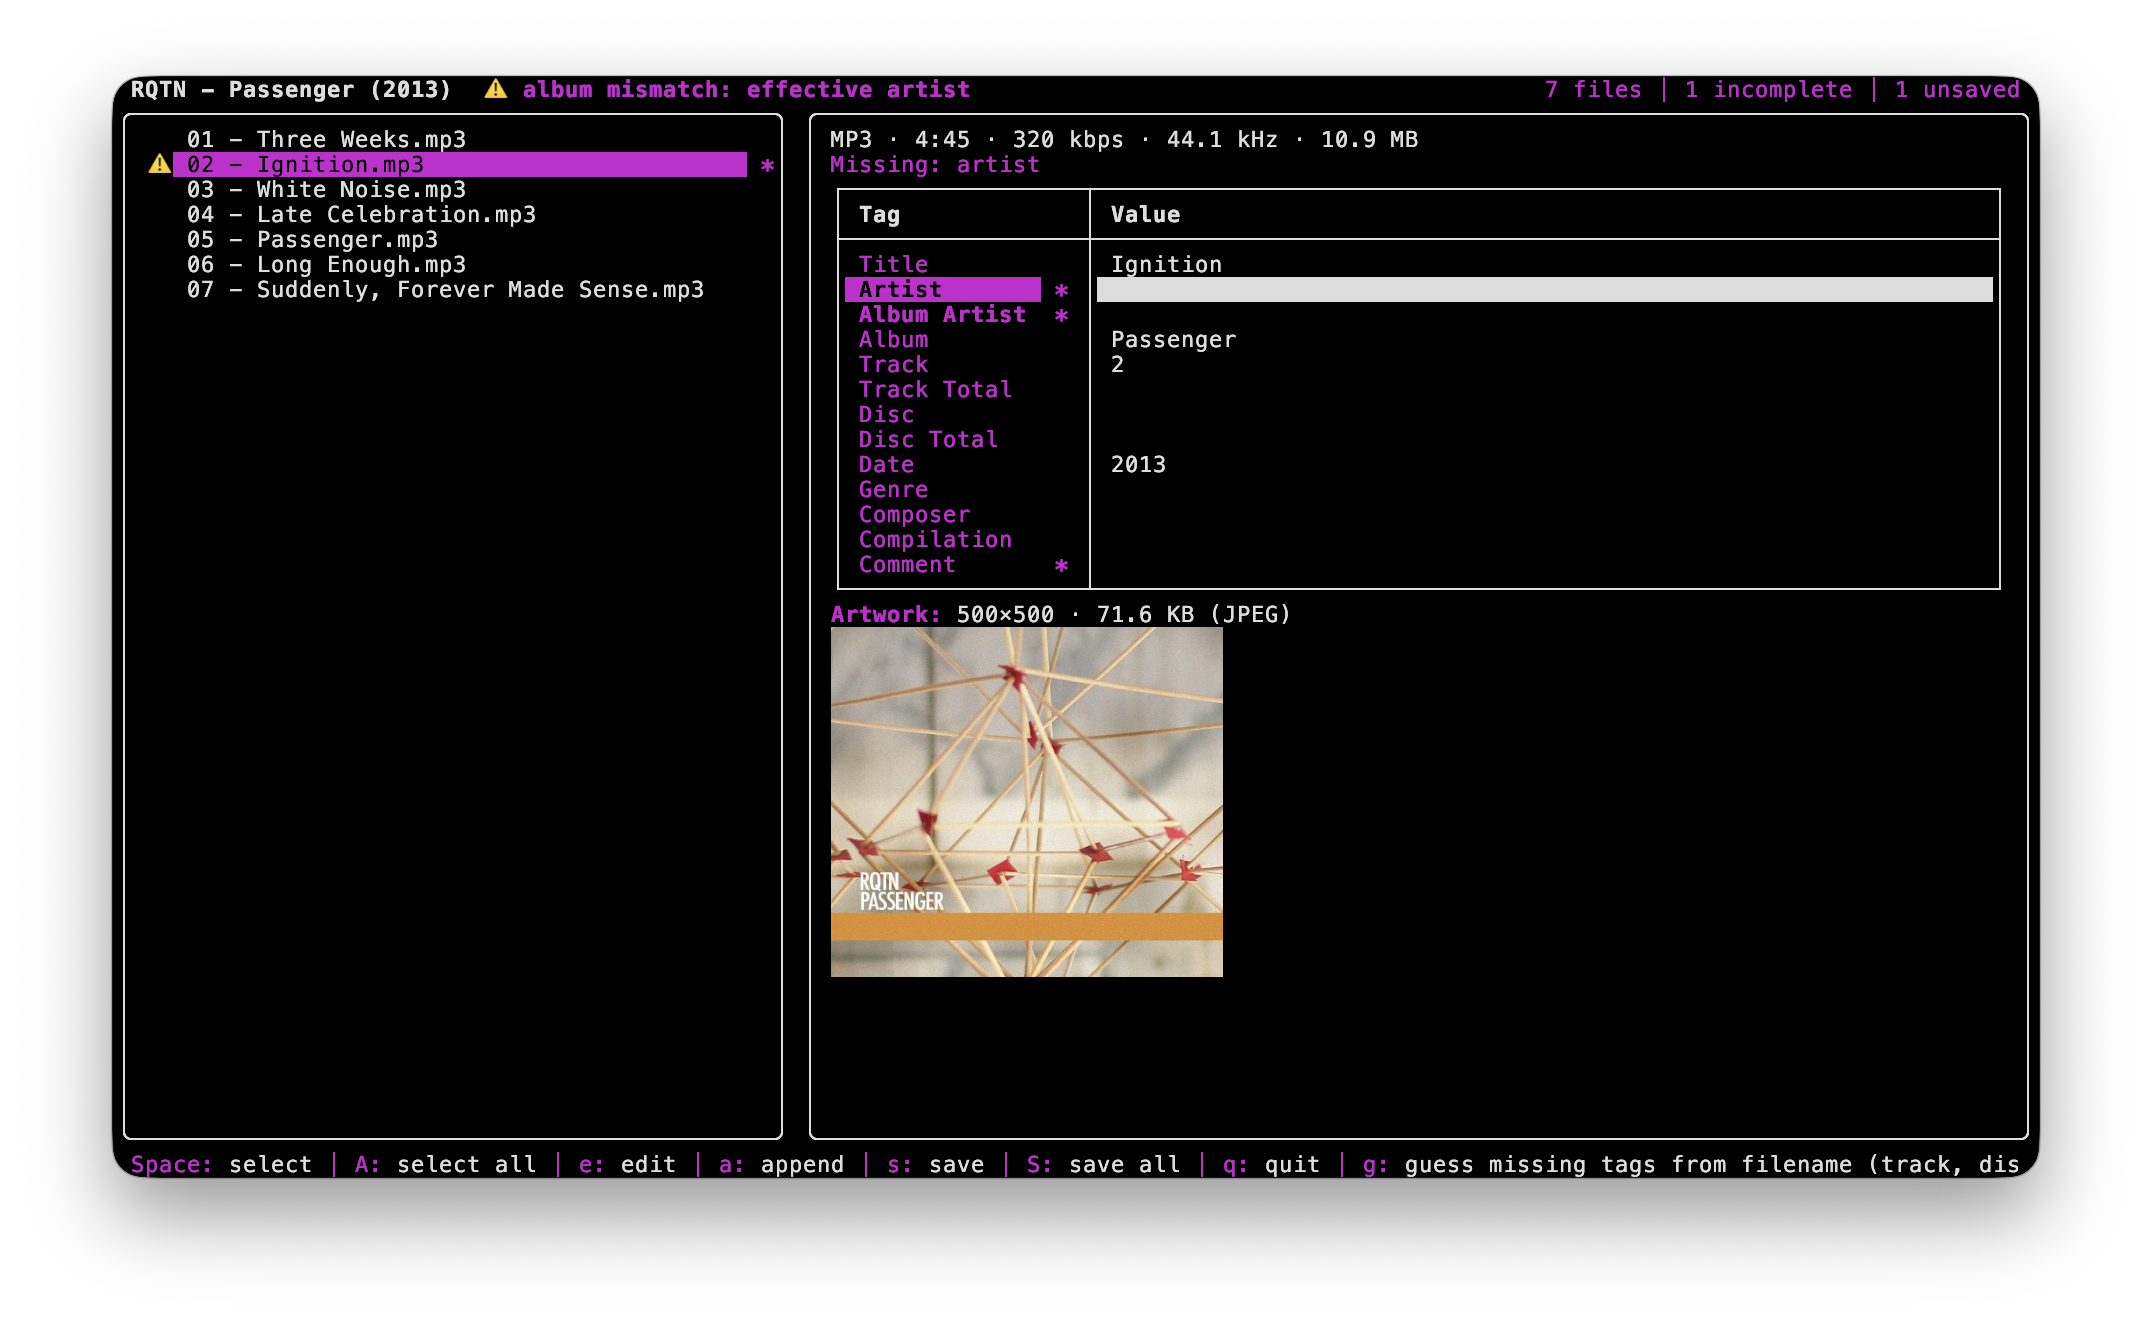 RQTN – Passenger (2013) ⚠️ album mismatch: effective artist 7 files │ 1 incomplete │ 1 unsaved
01 – Three Weeks.mp3
⚠️ 02 – Ignition.mp3 *
03 – White Noise.mp3
04 – Late Celebration.mp3
05 – Passenger.mp3
06 – Long Enough.mp3
07 – Suddenly, Forever Made Sense.mp3
MP3 · 4:45 · 320 kbps · 44.1 kHz · 10.9 MB
Missing: artist
Tag Value
Title Ignition
Artist *
Album Artist *
Album Passenger
Track 2
Track Total
Disc
Disc Total
Date 2013
Genre
Composer
Compilation
Comment *
Artwork: 500×500 · 71.6 KB (JPEG)
RQTN
PASSENGER
Space: select │ A: select all │ e: edit │ a: append │ s: save │ S: save all │ q: quit │ g: guess missing tags from filename (track, dis